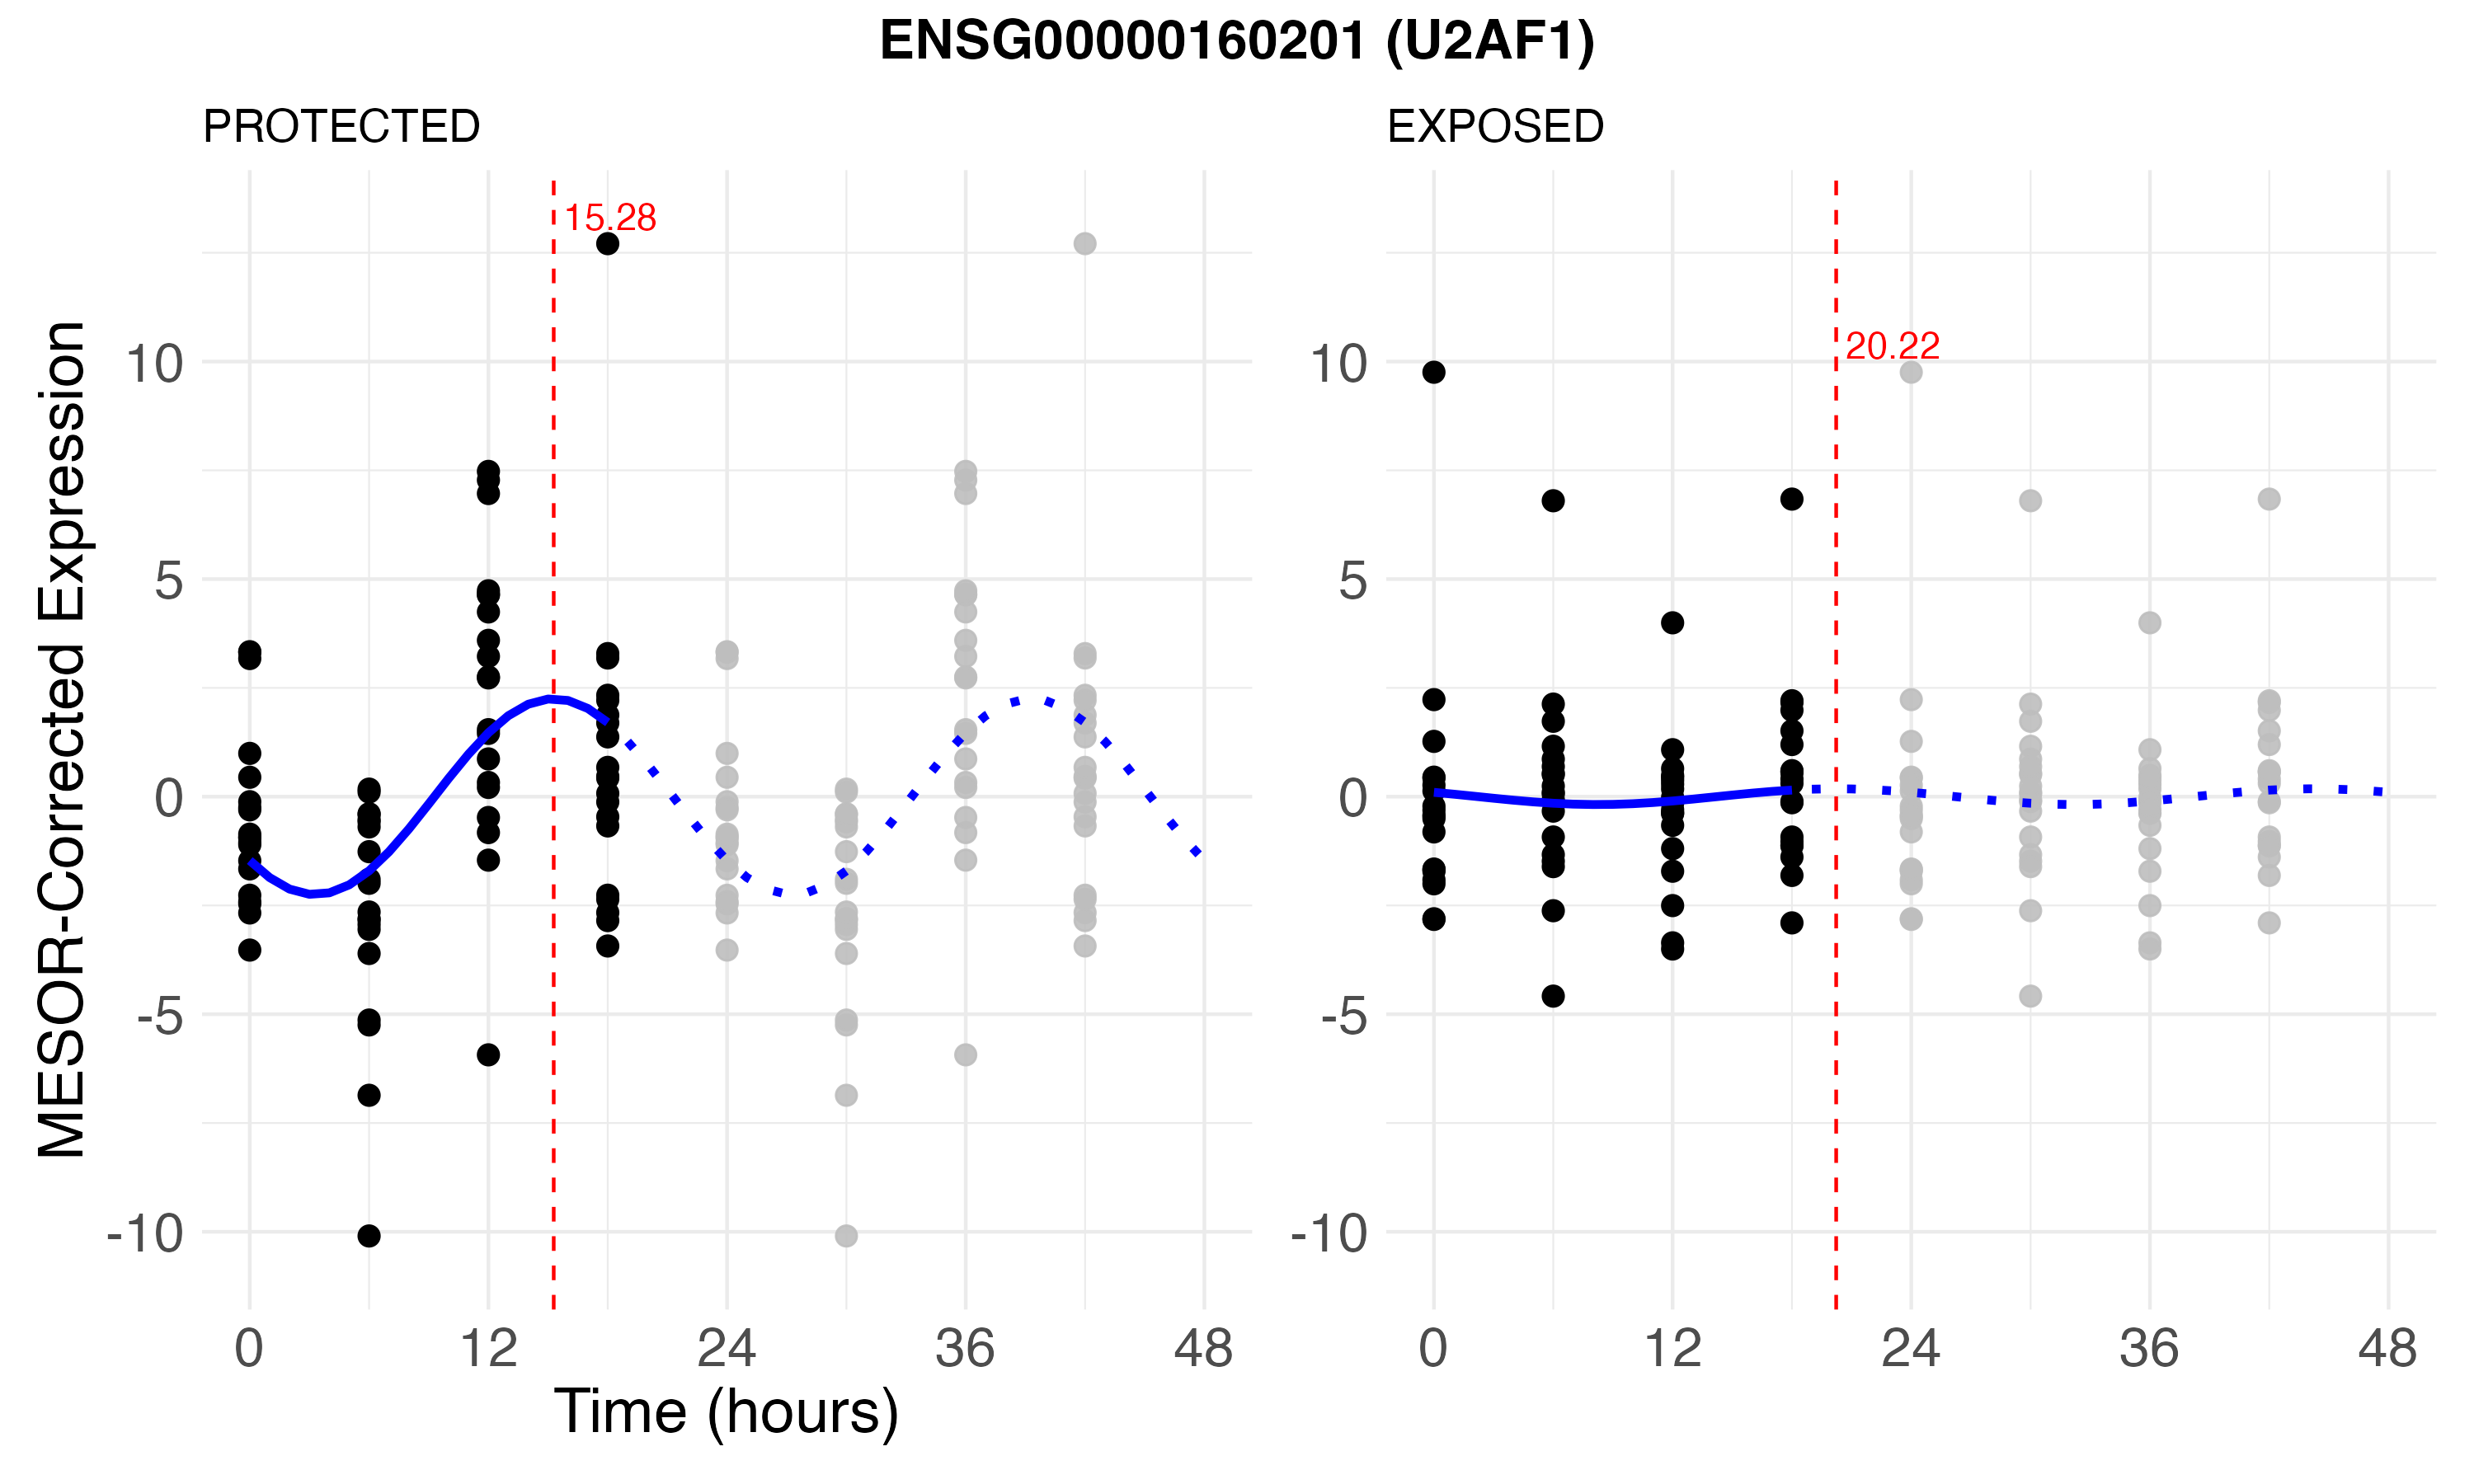 ENSG00000160201 (U2AF1)
PROTECTED
EXPOSED
MESOR-Corrected Expression
15.28
10
5
0
-5
-10
0 12 24 36 48
20.22
10
5
0
-5
-10
0 12 24 36 48
Time (hours)